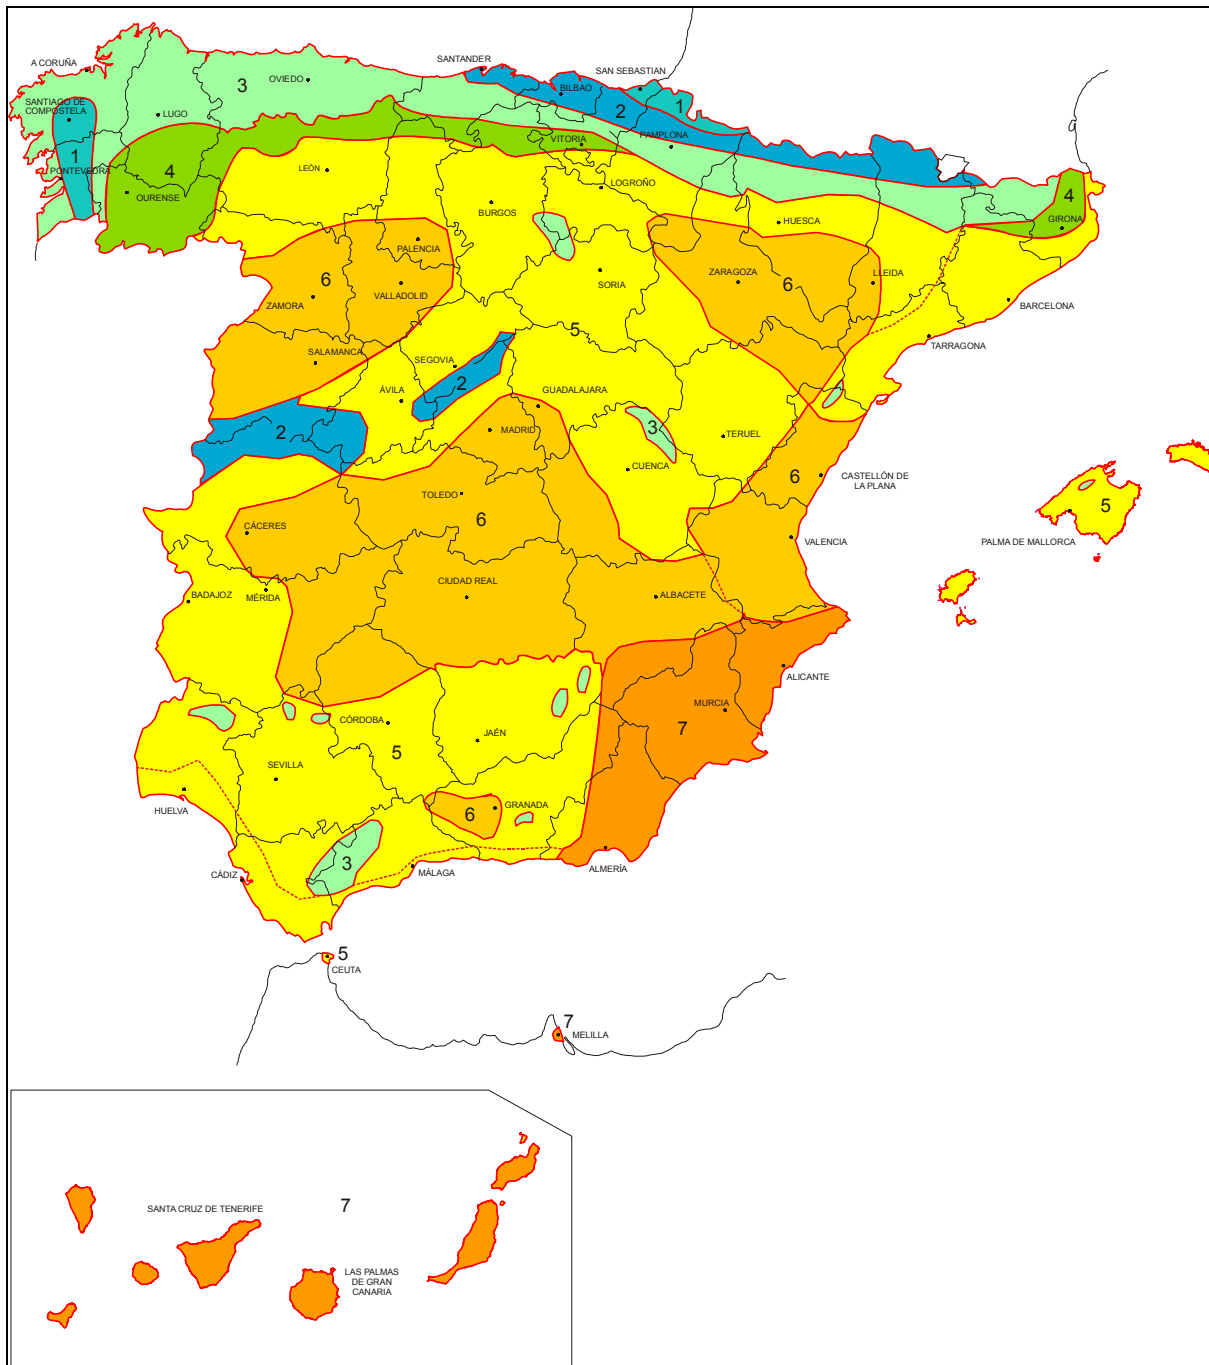 A CORUÑA
3
OVIEDO
SANTANDER
SAN SEBASTIAN
BILBAO
SANTIAGO DE
COMPOSTELA
LUGO
2
1
VITORIA
PAMPLONA
1
PONTEVEDRA
4
OURENSE
LEÓN
LOGROÑO
BURGOS
HUESCA
4
GIRONA
PALENCIA
6
ZAMORA
VALLADOLID
SORIA
ZARAGOZA
6
LLEIDA
BARCELONA
5
TARRAGONA
SALAMANCA
SEGOVIA
2
ÁVILA
GUADALAJARA
2
MADRID
3
TERUEL
CUENCA
6
CASTELLÓN DE
LA PLANA
TOLEDO
6
5
PALMA DE MALLORCA
CÁCERES
VALENCIA
BADAJOZ
MÉRIDA
CIUDAD REAL
ALBACETE
ALICANTE
MURCIA
7
CÓRDOBA
JAÉN
5
SEVILLA
HUELVA
6
GRANADA
3
CÁDIZ
MÁLAGA
ALMERÍA
5
CEUTA
7
MELILLA
7
SANTA CRUZ DE TENERIFE
LAS PALMAS
DE GRAN
CANARIA